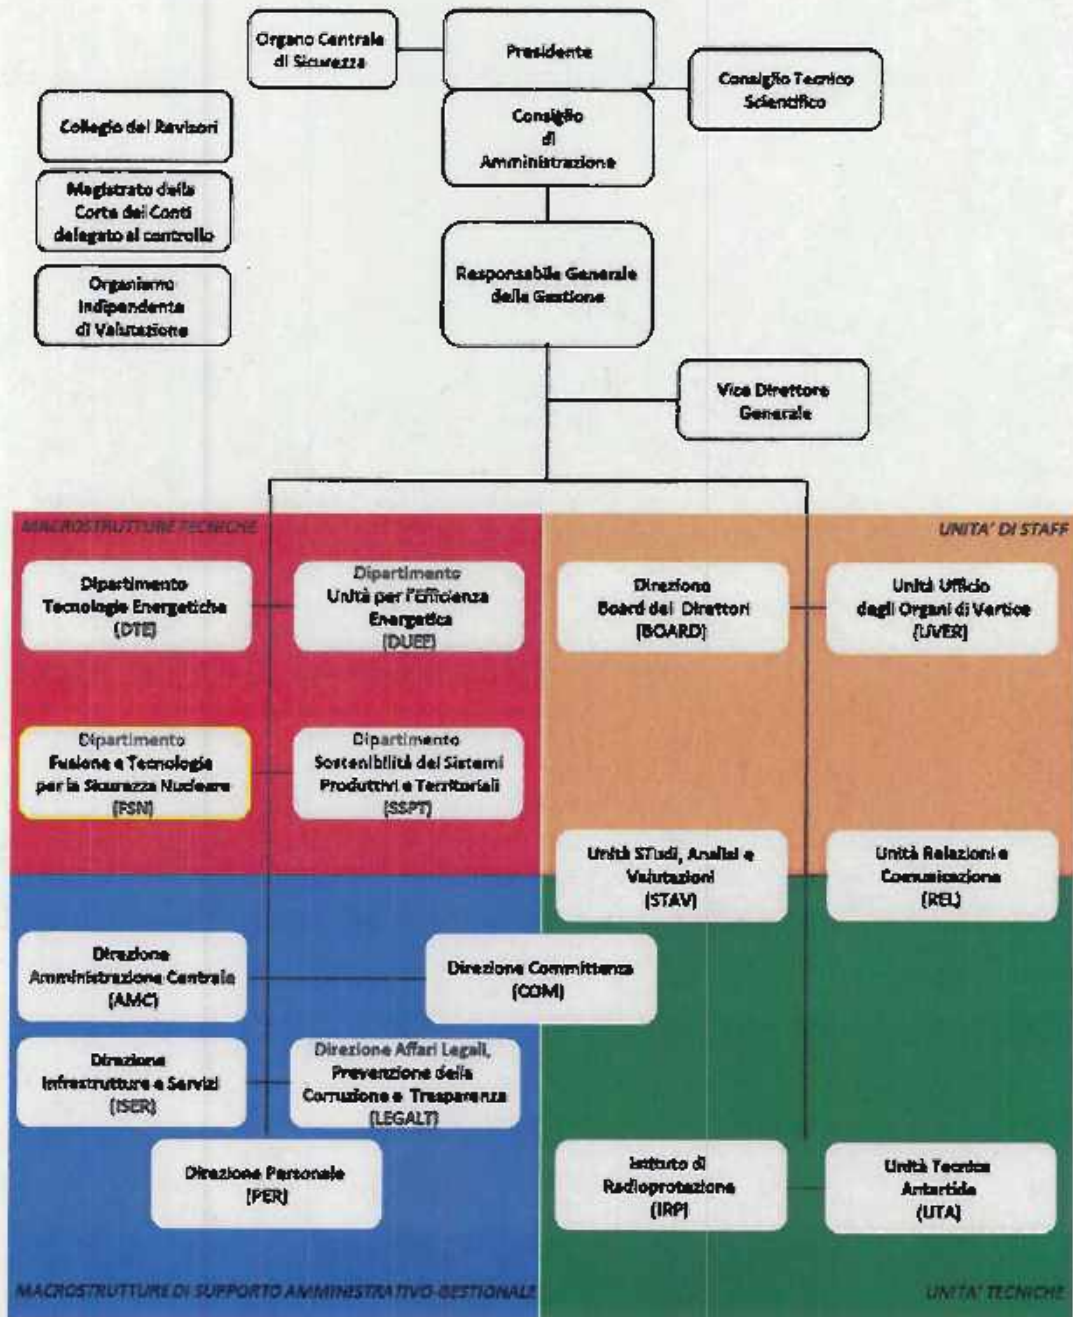 Organo Centrale
di Sicurezza
Presidente
Consiglio Tecnico
Scientifico
Consiglio
di
Amministrazione
Collegio dei Revisori
Magistrato della
Corte dei Conti
delegato al controllo
Organismo
Indipendente
di Valutazione
Responsabile Generale
della Gestione
Vice Direttore
Generale
MACROSTRUTTURE TECNICHE
UNITA' DI STAFF
Dipartimento
Tecnologie Energetiche
(DTE)
Dipartimento
Unità per l'Efficienza
Energetica
(DUEE)
Direzione
Board dei Direttori
(BOARD)
Unità Ufficio
degli Organi di Vertice
(UVER)
Dipartimento
Fusione e Tecnologie
per la Sicurezza Nucleare
(FSN)
Dipartimento
Sostenibilità dei Sistemi
Produttivi e Territoriali
(SSPT)
Unità STudi, Analisi e
Valutazioni
(STAV)
Unità Relazioni e
Comunicazione
(REL)
Direzione
Amministrazione Centrale
(AMC)
Direzione Committenza
(COM)
Direzione
Infrastrutture e Servizi
(ISER)
Direzione Affari Legali,
Prevenzione della
Corruzione e Trasparenza
(LEGALT)
Direzione Personale
(PER)
Istituto di
Radioprotezione
(IRP)
Unità Tecnica
Antartide
(UTA)
MACROSTRUTTURE DI SUPPORTO AMMINISTRATIVO-GESTIONALE
UNITA' TECNICHE